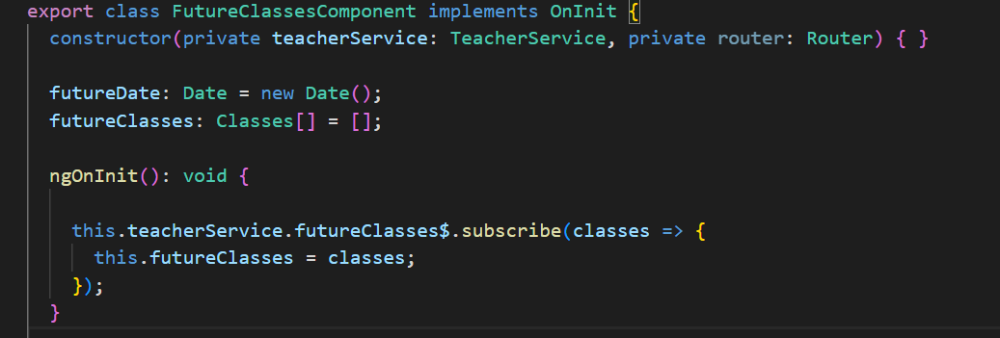 export class FutureClassesComponent implements OnInit {
constructor(private teacherService: TeacherService, private router: Router) { }
futureDate: Date = new Date();
futureClasses: Classes[] = [];
ngOnInit(): void {
this.teacherService.futureClasses$.subscribe(classes => {
this.futureClasses = classes;
});
}